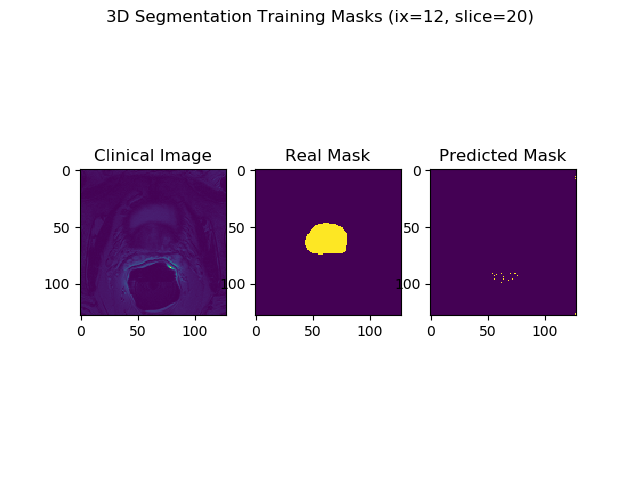 3D Segmentation Training Masks (ix=12, slice=20)
Clinical Image Real Mask Predicted Mask
0 0 0
50 50 50
100 100 100
0 50 100 0 50 100 0 50 100